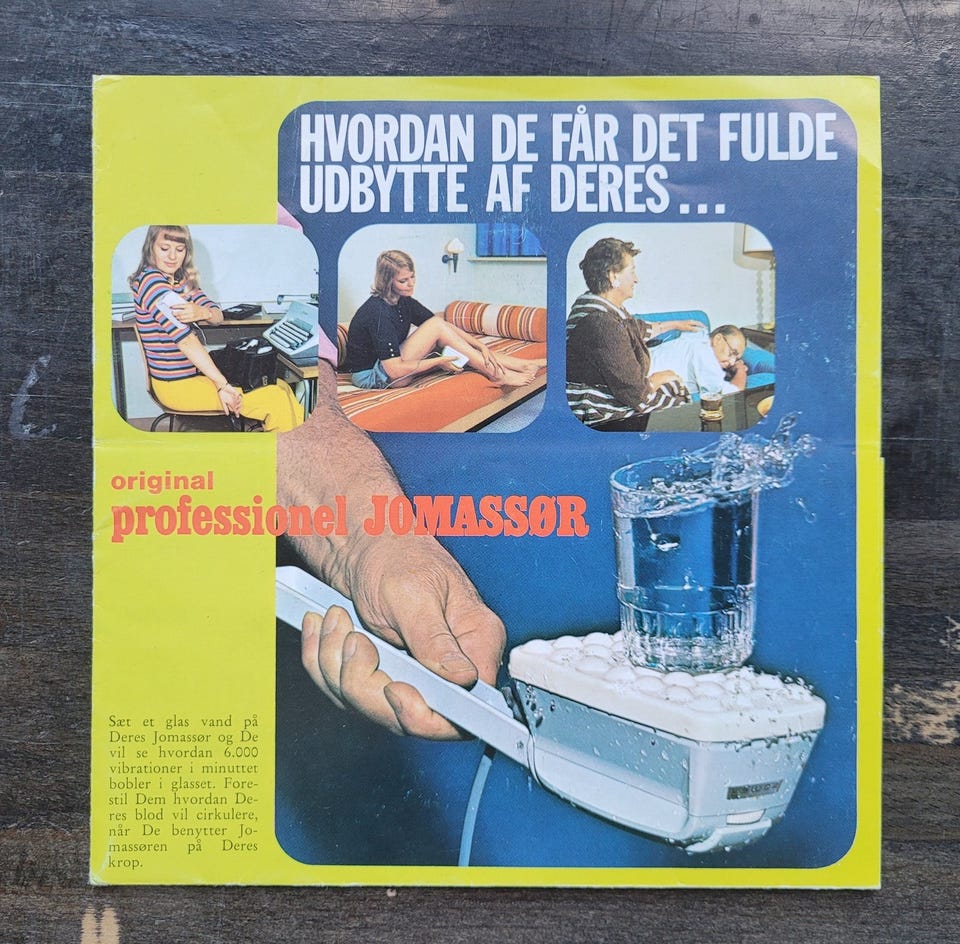 HVORDAN DE FÅR DET FULDE
UDBYTTE AF DERES...
original
professionel JOMASSØR
Sæt et glas vand på
Deres Jomassør og De
vil se hvordan 6.000
vibrationer i minuttet
bobler i glasset. Fore-
stil Dem hvordan De-
res blod vil cirkulere,
når De benytter Jo-
massøren på Deres
krop.